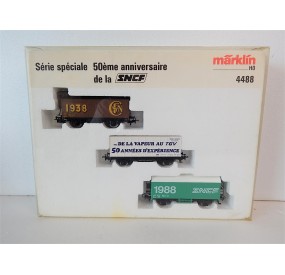 Série spéciale 50ème anniversaire
de la SNCF
märklin
HO
4488
1938
DE LA VAPEUR AU TGV
50 ANNÉES D'EXPÉRIENCE
1988 SNCF